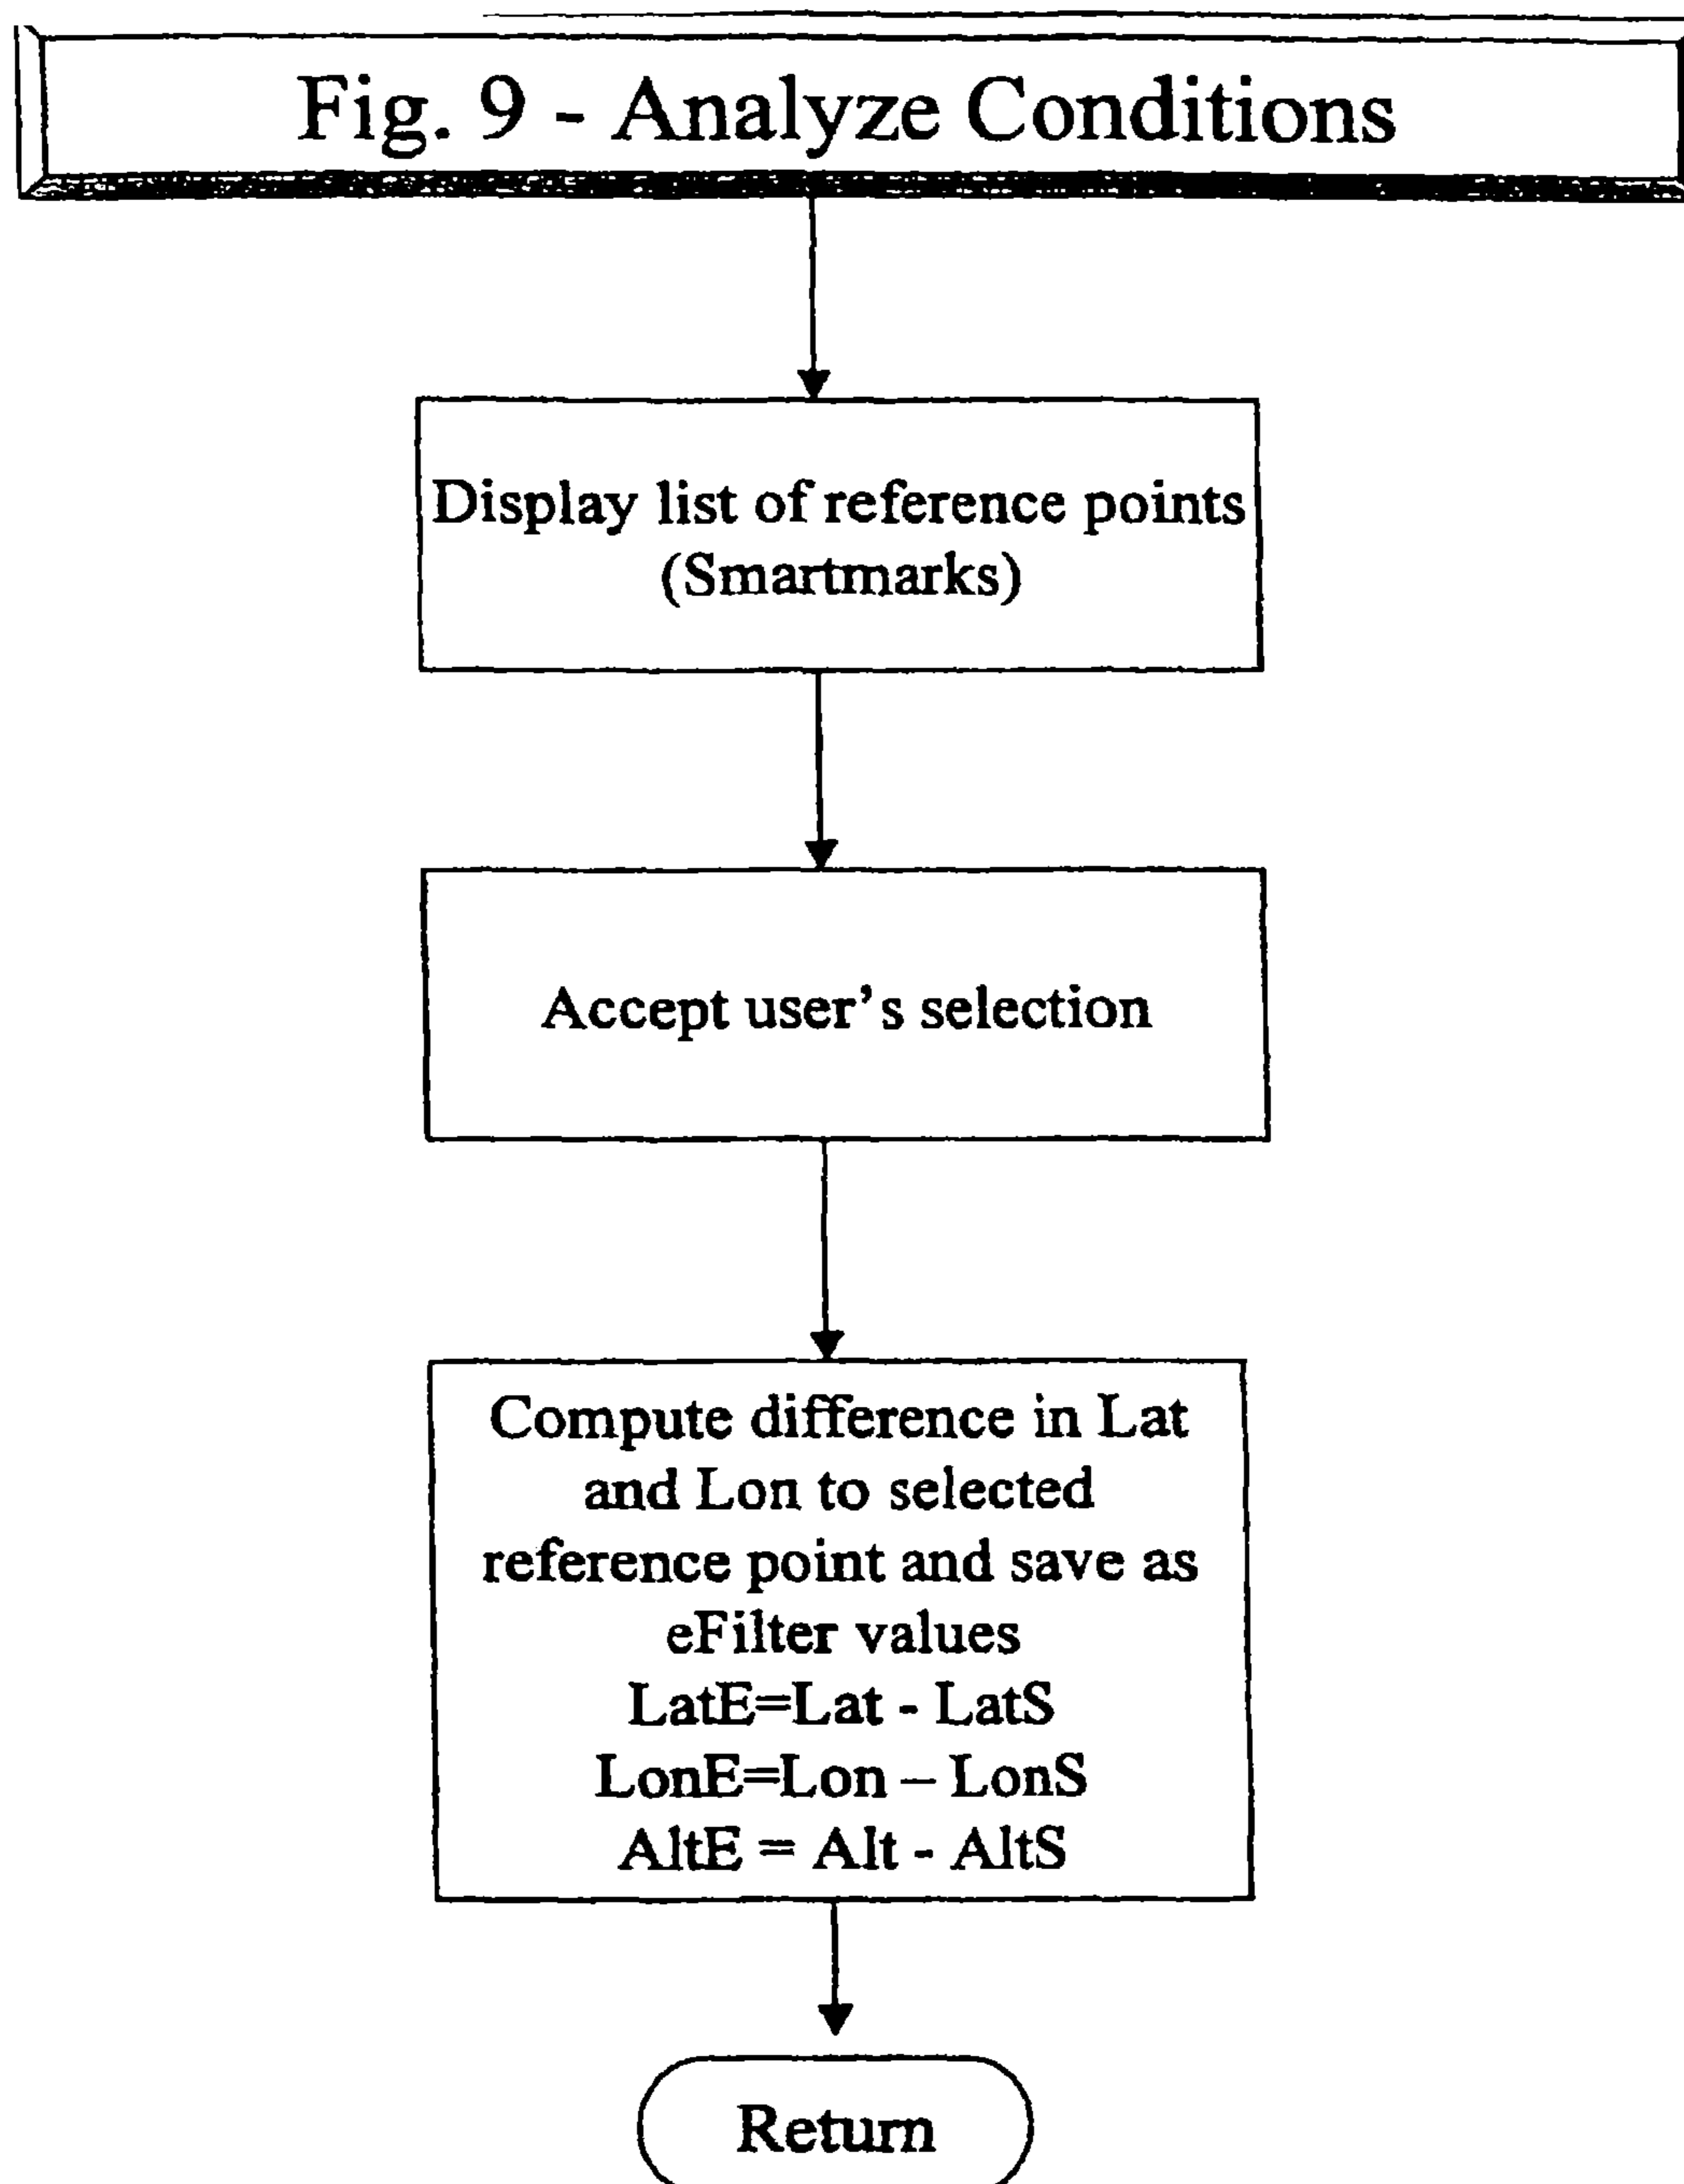 Fig. 9 - Analyze Conditions
Display list of reference points
(Smartmarks)
Accept user’s selection
Compute difference in Lat
and Lon to selected
reference point and save as
eFilter values
LatE=Lat - LatS
LonE=Lon – LonS
AltE = Alt - AltS
Return